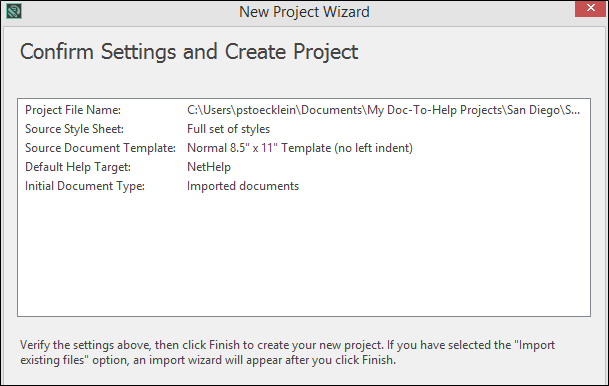 New Project Wizard
Confirm Settings and Create Project
Project File Name: C:\Users\pstoecklein\Documents\My Doc-To-Help Projects\San Diego\S...
Source Style Sheet: Full set of styles
Source Document Template: Normal 8.5" x 11" Template (no left indent)
Default Help Target: NetHelp
Initial Document Type: Imported documents
Verify the settings above, then click Finish to create your new project. If you have selected the "Import
existing files" option, an import wizard will appear after you click Finish.